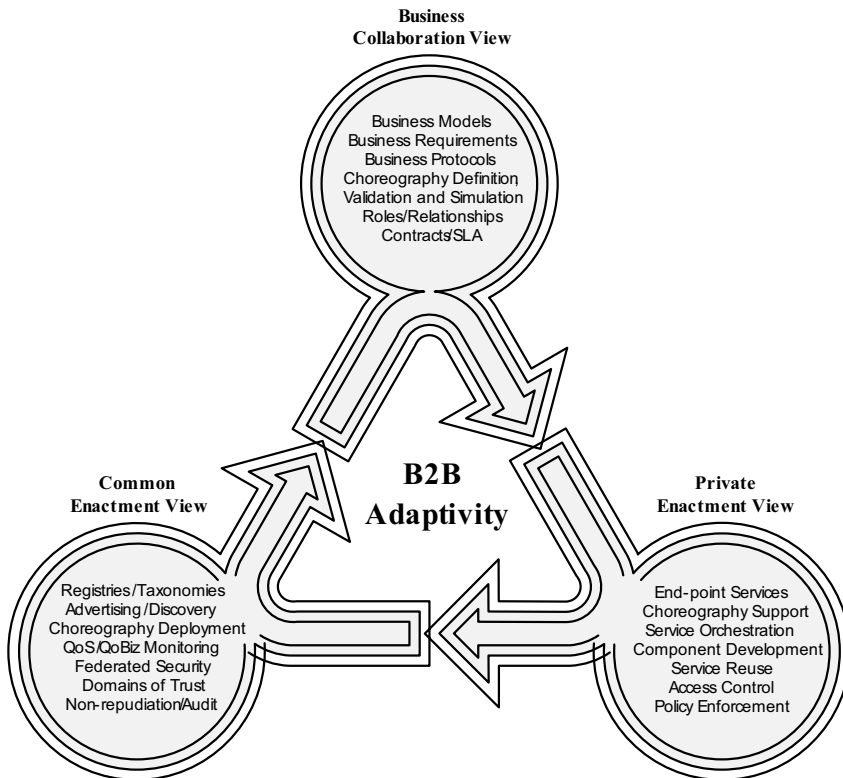 Business
Collaboration View
Business Models
Business Requirements
Business Protocols
Choreography Definition,
Validation and Simulation
Roles/Relationships
Contracts/SLA
B2B
Adaptivity
Common
Enactment View
Registries/Taxonomies
Advertising/Discovery
Choreography Deployment
QoS/QoBiz Monitoring
Federated Security
Domains of Trust
Non-repudiation/Audit
Private
Enactment View
End-point Services
Choreography Support
Service Orchestration
Component Development
Service Reuse
Access Control
Policy Enforcement